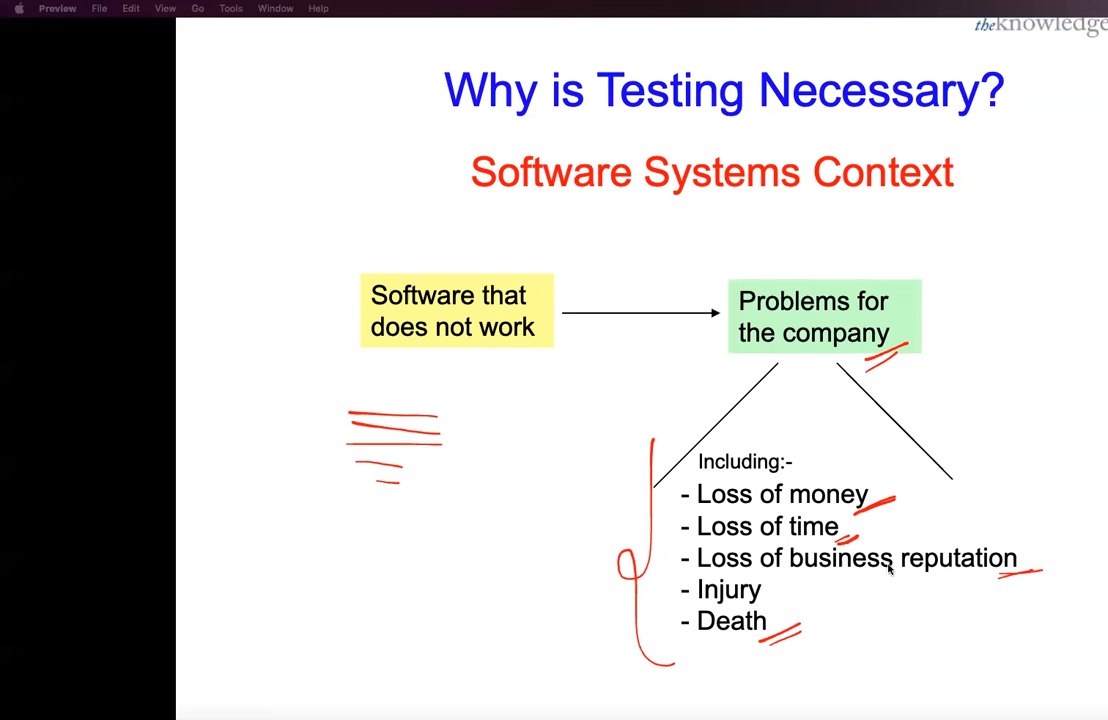 Preview File Edit View Go Tools Window Help
theknowledge
Why is Testing Necessary?
Software Systems Context
Software that
does not work
Problems for
the company
Including:-
- Loss of money
- Loss of time
- Loss of business reputation
- Injury
- Death